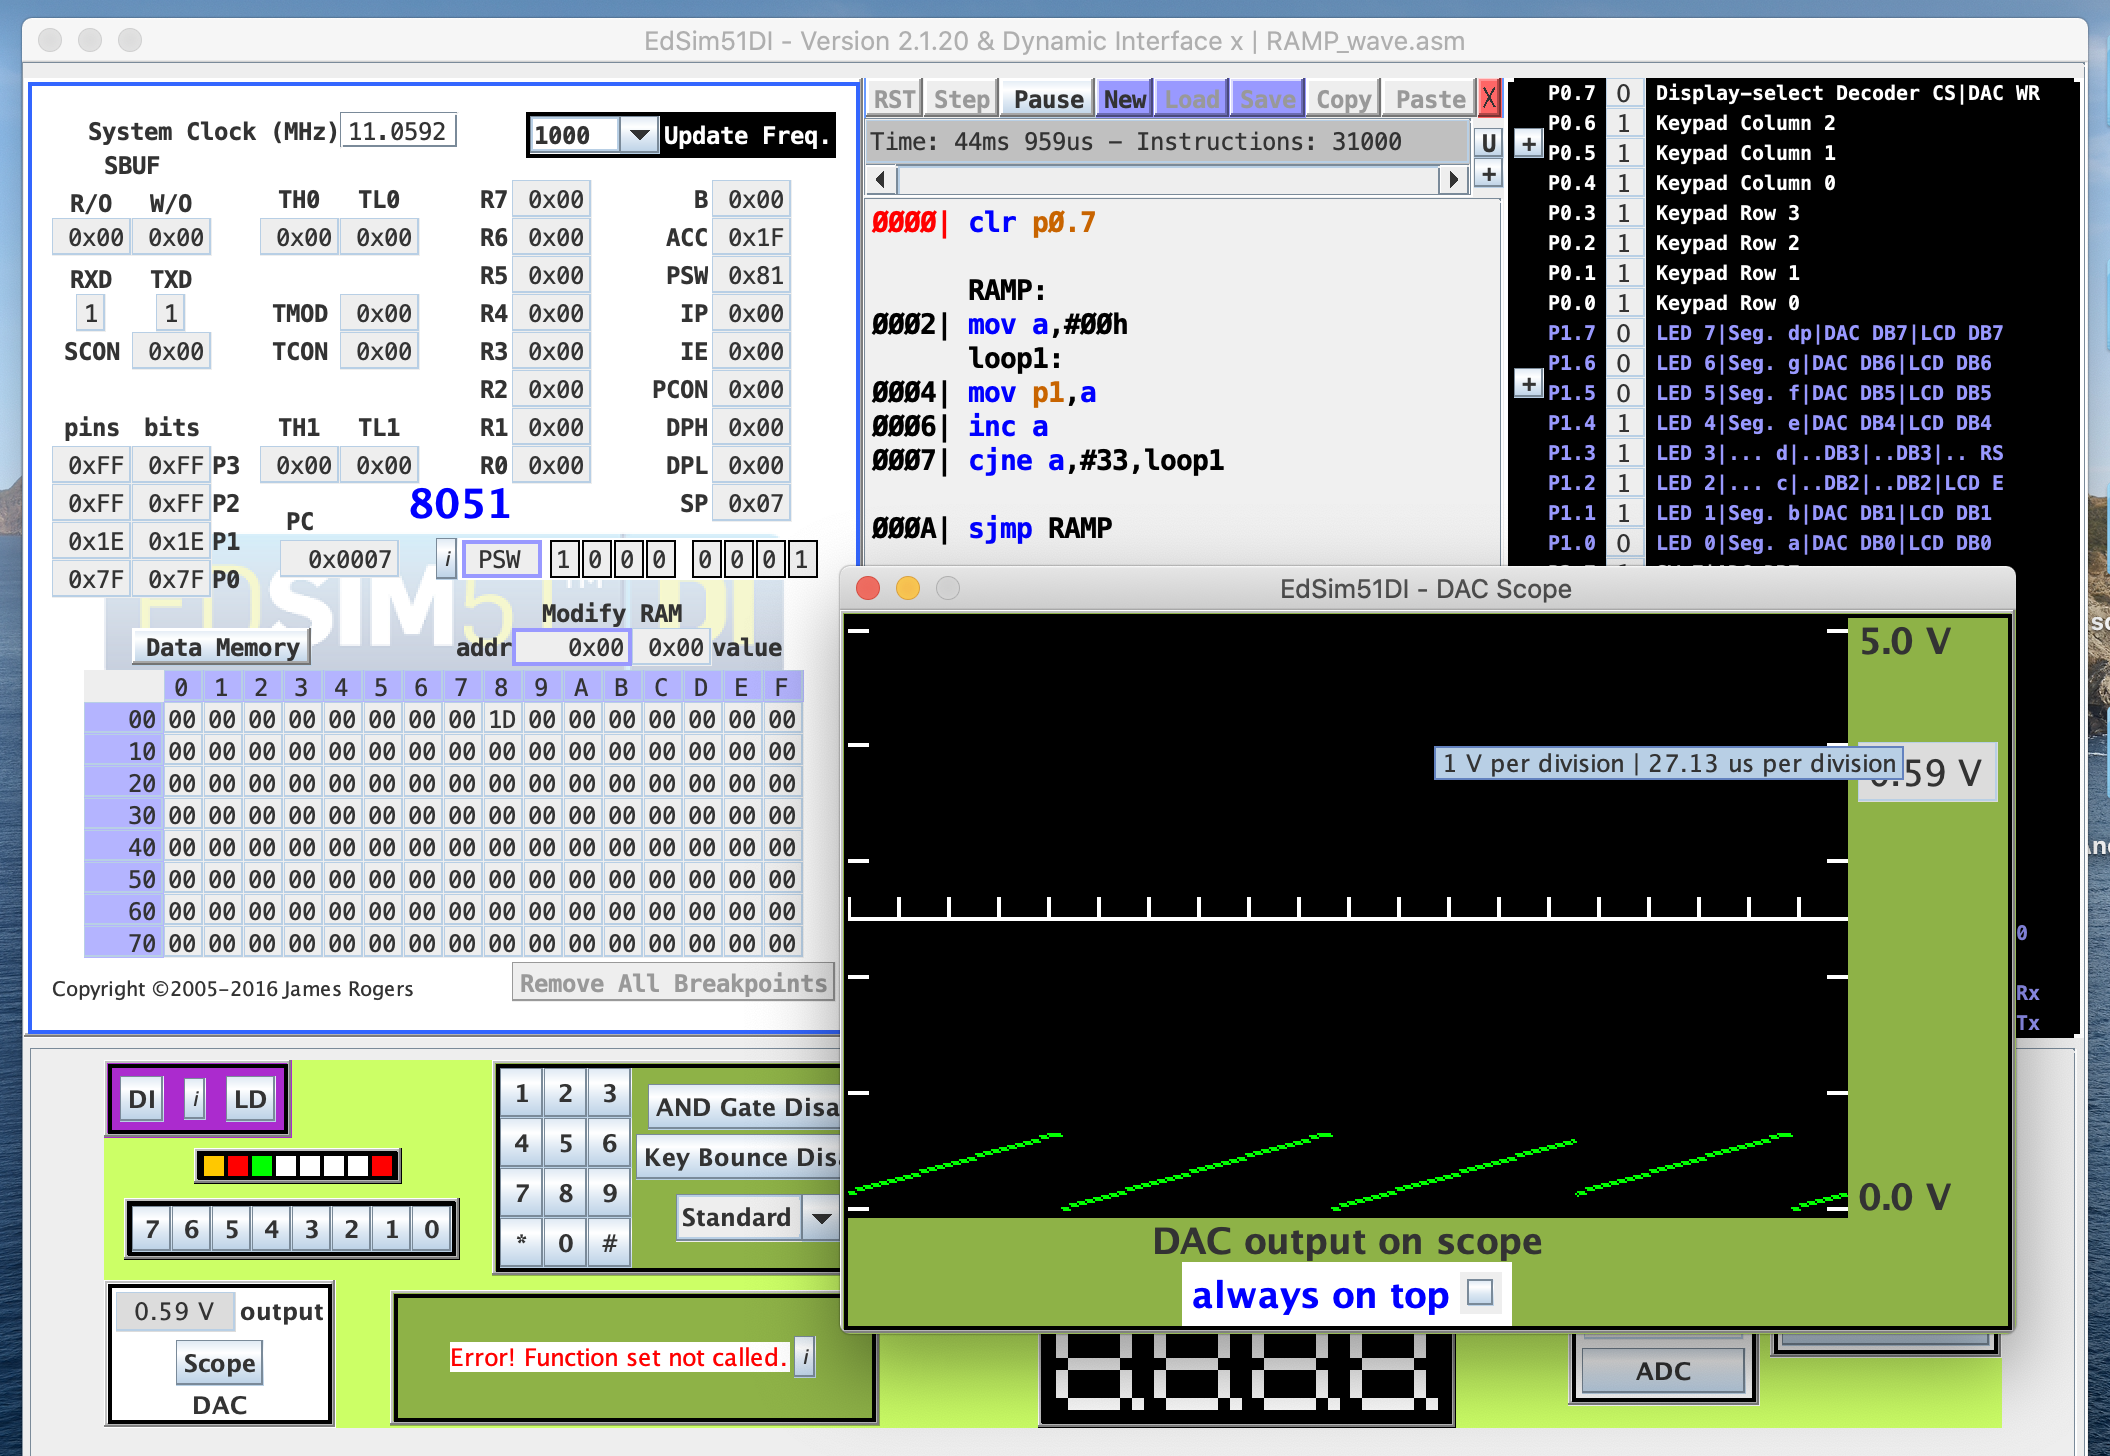 EdSim51DI - Version 2.1.20 & Dynamic Interface x | RAMP_wave.asm
System Clock (MHz) 11.0592
1000 Update Freq.
SBUF
R/O W/O TH0 TL0 R7 0x00 B 0x00
0x00 0x00 0x00 0x00 R6 0x00 ACC 0x1F
RXD TXD R5 0x00 PSW 0x81
1 1 TMOD 0x00 R4 0x00 IP 0x00
SCON 0x00 TCON 0x00 R3 0x00 IE 0x00
R2 0x00 PCON 0x00
pins bits TH1 TL1 R1 0x00 DPH 0x00
0xFF 0xFF P3 0x00 0x00 R0 0x00 DPL 0x00
0xFF 0xFF P2 8051 SP 0x07
PC
0x1E 0x1E P1 0x0007 i PSW 1 0 0 0 0 0 0 1
0x7F 0x7F P0
EDSIM51 DI
Modify RAM
Data Memory addr 0x00 0x00 value
0 1 2 3 4 5 6 7 8 9 A B C D E F
00 00 00 00 00 00 00 00 00 1D 00 00 00 00 00 00 00
10 00 00 00 00 00 00 00 00 00 00 00 00 00 00 00 00
20 00 00 00 00 00 00 00 00 00 00 00 00 00 00 00 00
30 00 00 00 00 00 00 00 00 00 00 00 00 00 00 00 00
40 00 00 00 00 00 00 00 00 00 00 00 00 00 00 00 00
50 00 00 00 00 00 00 00 00 00 00 00 00 00 00 00 00
60 00 00 00 00 00 00 00 00 00 00 00 00 00 00 00 00
70 00 00 00 00 00 00 00 00 00 00 00 00 00 00 00 00
Copyright ©2005-2016 James Rogers Remove All Breakpoints
RST Step Pause New Load Save Copy Paste X
Time: 44ms 959us - Instructions: 31000
U
+
0000| clr p0.7
RAMP:
0002| mov a,#00h
loop1:
0004| mov p1,a
0006| inc a
0007| cjne a,#33,loop1
000A| sjmp RAMP
P0.7 0 Display-select Decoder CS|DAC WR
P0.6 1 Keypad Column 2
+
P0.5 1 Keypad Column 1
P0.4 1 Keypad Column 0
P0.3 1 Keypad Row 3
P0.2 1 Keypad Row 2
P0.1 1 Keypad Row 1
P0.0 1 Keypad Row 0
P1.7 0 LED 7|Seg. dp|DAC DB7|LCD DB7
P1.6 0 LED 6|Seg. g|DAC DB6|LCD DB6
+
P1.5 0 LED 5|Seg. f|DAC DB5|LCD DB5
P1.4 1 LED 4|Seg. e|DAC DB4|LCD DB4
P1.3 1 LED 3|... d|..DB3|..DB3|.. RS
P1.2 1 LED 2|... c|..DB2|..DB2|LCD E
P1.1 1 LED 1|Seg. b|DAC DB1|LCD DB1
P1.0 0 LED 0|Seg. a|DAC DB0|LCD DB0
0
Rx
Tx
EdSim51DI - DAC Scope
5.0 V
1 V per division | 27.13 us per division
.59 V
0.0 V
DAC output on scope
always on top
DI i LD
7 6 5 4 3 2 1 0
1 2 3
4 5 6
7 8 9
* 0 #
AND Gate Disa
Key Bounce Dis
Standard
0.59 V output
Scope
DAC
Error! Function set not called. i
ADC